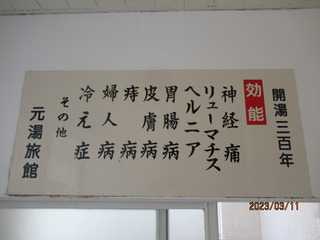 開湯三百年
効能
神経痛
リューマチス
ヘルニア
胃腸病
皮膚病
痔病
婦人病
冷え症
その他
元湯旅館
2023/03/11